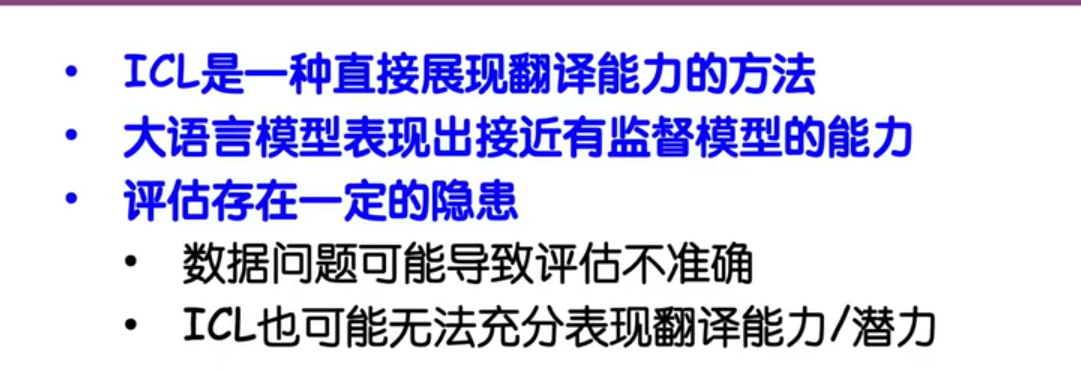 • ICL是一种直接展现翻译能力的方法
• 大语言模型表现出接近有监督模型的能力
• 评估存在一定的隐患
• 数据问题可能导致评估不准确
• ICL也可能无法充分表现翻译能力/潜力